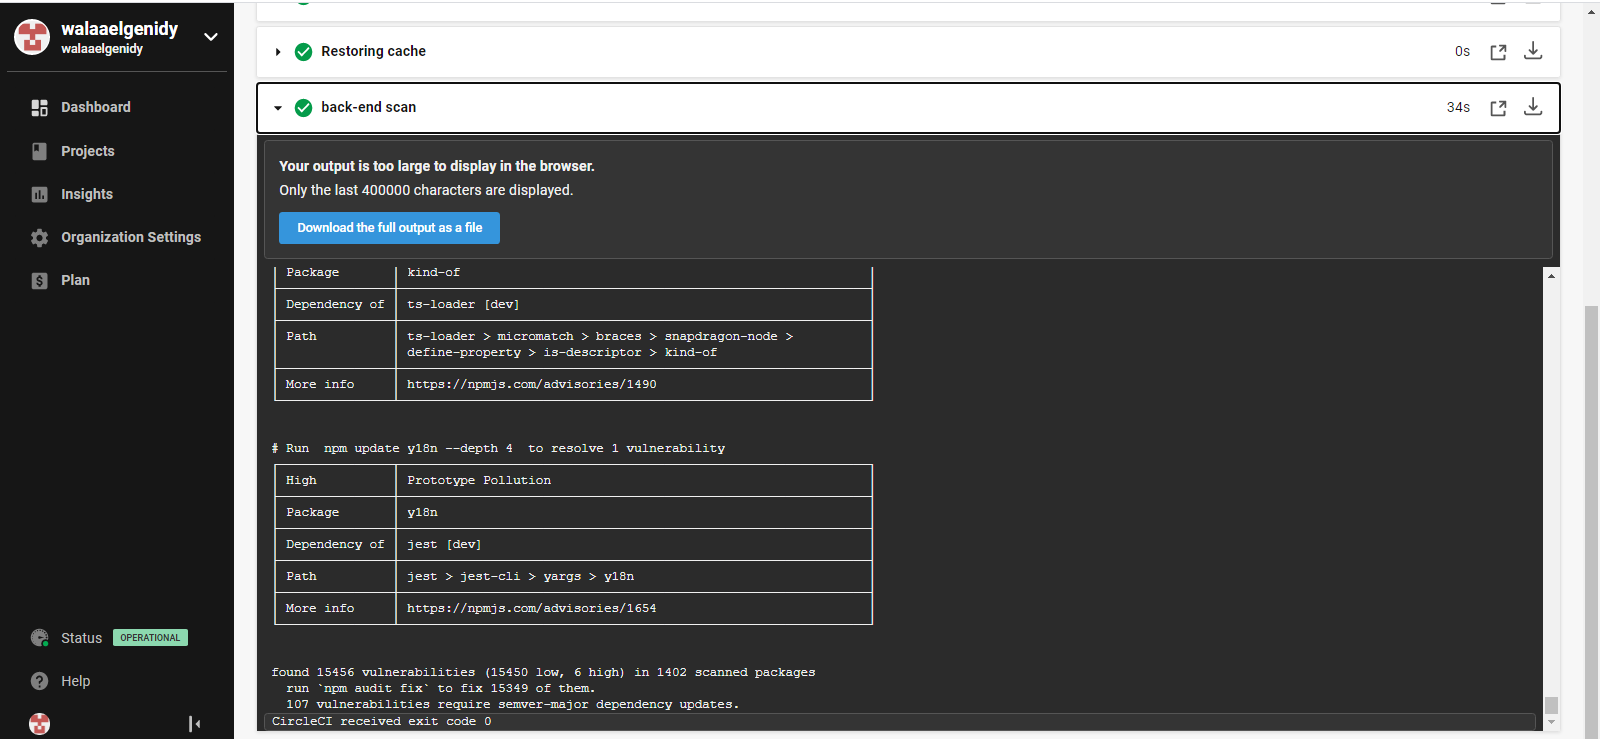 walaaelgenidy
walaaelgenidy
Dashboard
Projects
Insights
Organization Settings
Plan
Status OPERATIONAL
Help
Restoring cache 0s
back-end scan 34s
Your output is too large to display in the browser.
Only the last 400000 characters are displayed.
Download the full output as a file
Package kind-of
Dependency of ts-loader [dev]
Path ts-loader > micromatch > braces > snapdragon-node >
define-property > is-descriptor > kind-of
More info https://npmjs.com/advisories/1490
# Run  npm update y18n --depth 4  to resolve 1 vulnerability
High Prototype Pollution
Package y18n
Dependency of jest [dev]
Path jest > jest-cli > yargs > y18n
More info https://npmjs.com/advisories/1654
found 15456 vulnerabilities (15450 low, 6 high) in 1402 scanned packages
run `npm audit fix` to fix 15349 of them.
107 vulnerabilities require semver-major dependency updates.
CircleCI received exit code 0